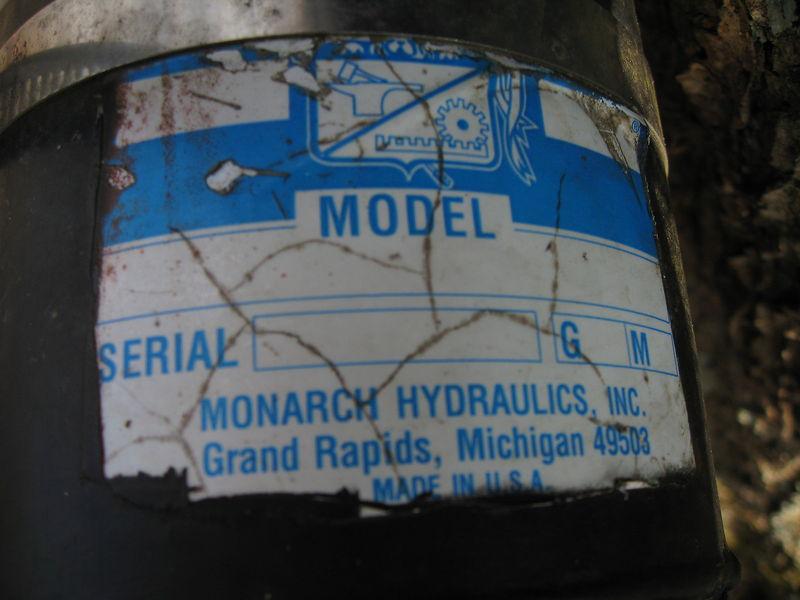 MODEL
SERIAL G M
MONARCH HYDRAULICS, INC.
Grand Rapids, Michigan 49503
MADE IN U.S.A.